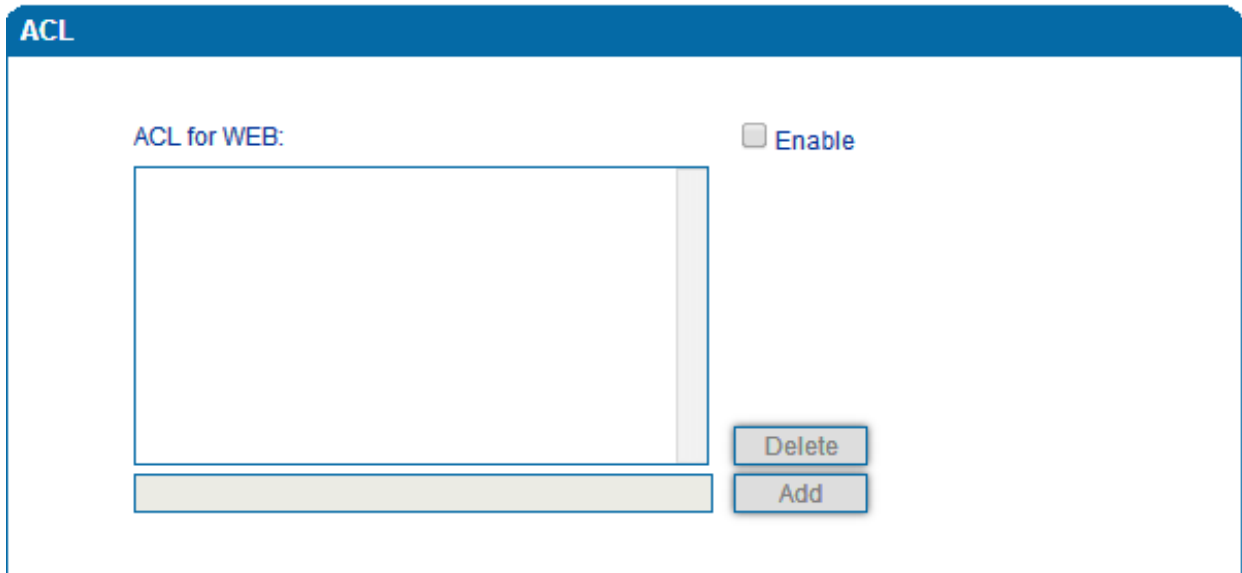 ACL
ACL for WEB:
Enable
Delete
Add